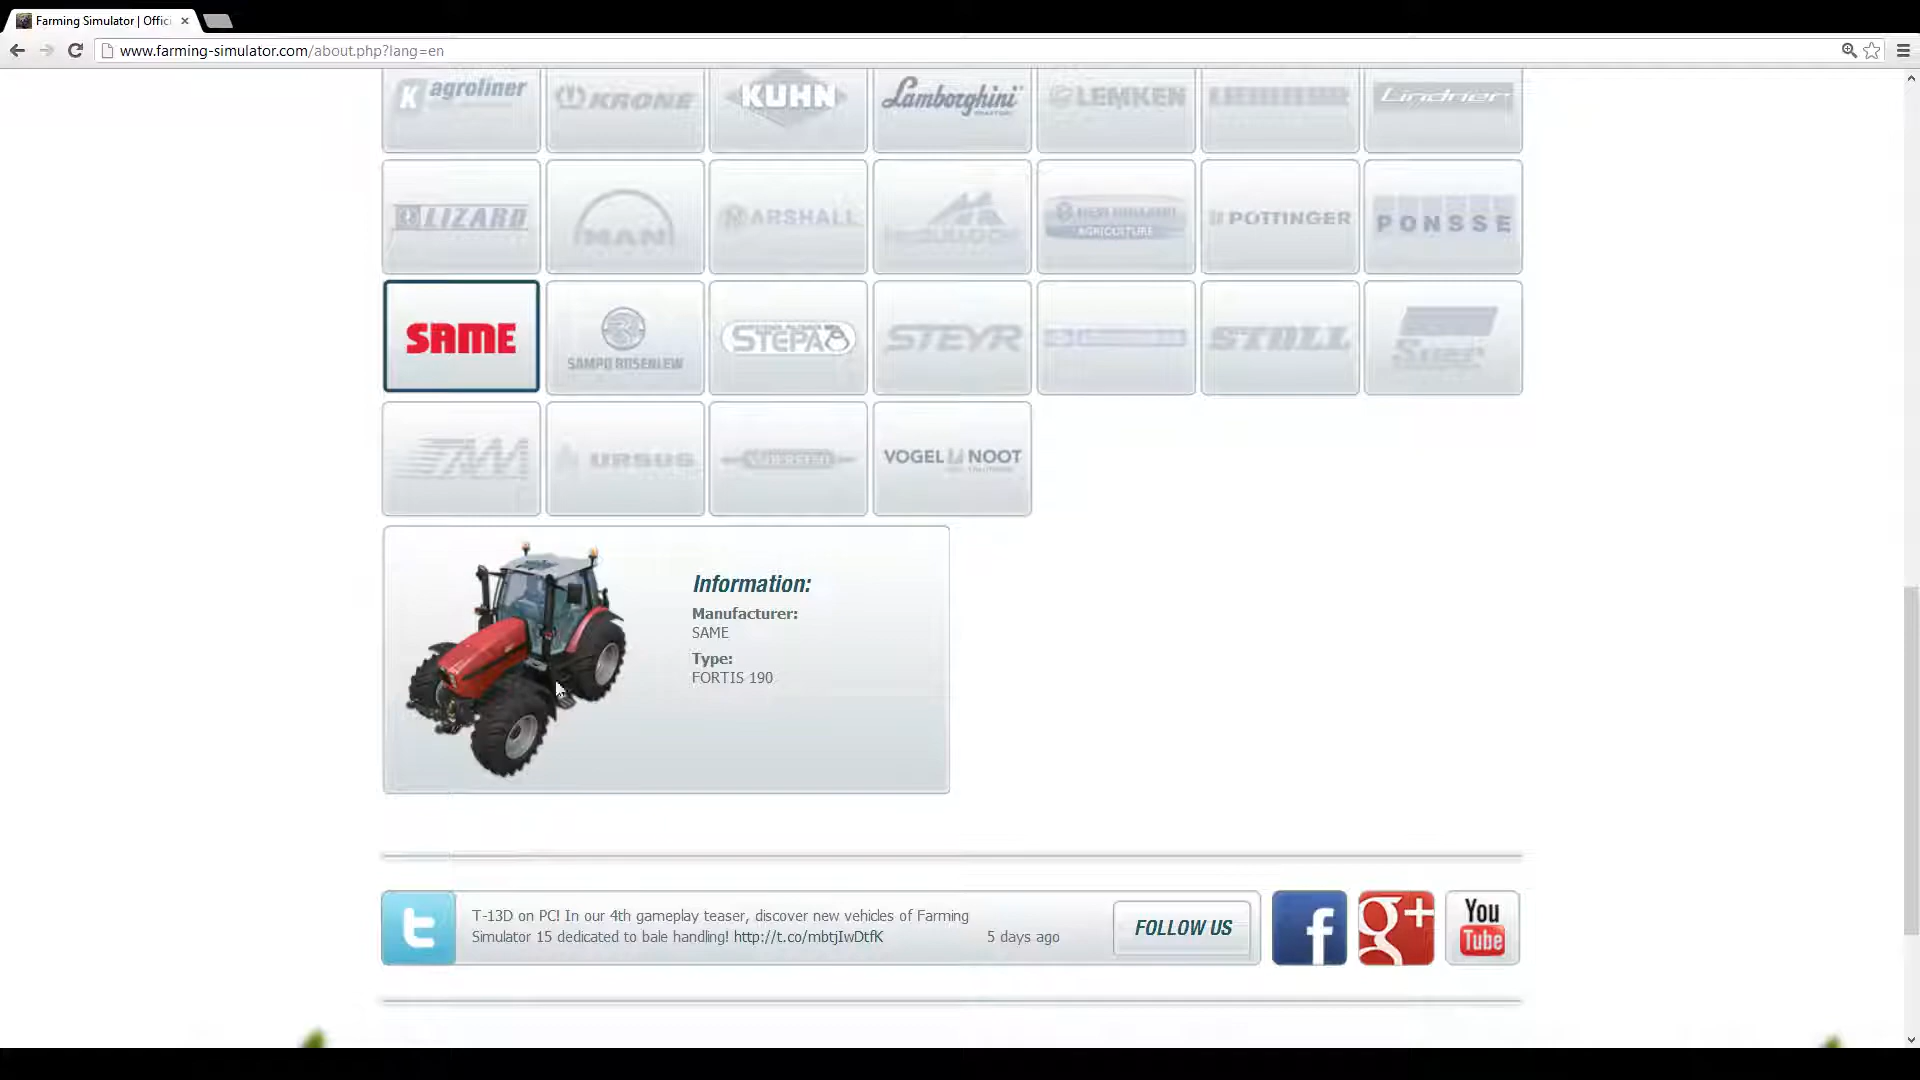 Farming Simulator | Offici
www.farming-simulator.com/about.php?lang=en
agroliner
KRONE
KUHN
Lamborghini
LEMKEN
Lindner
LIZARD
MAN
MARSHALL
NEW HOLLAND
AGRICULTURE
PÖTTINGER
PONSSE
SAME
SAMPO ROSENLEW
STEPA
STEYR
STOLL
URSUS
VOGEL NOOT
Information:
Manufacturer:
SAME
Type:
FORTIS 190
T-13D on PC! In our 4th gameplay teaser, discover new vehicles of Farming
Simulator 15 dedicated to bale handling! http://t.co/mbtjIwDtfK
5 days ago
FOLLOW US
t
f
g+
You
Tube